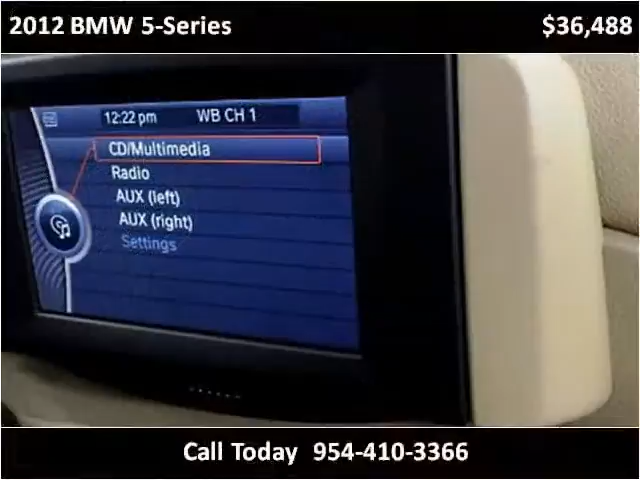 2012 BMW 5-Series $36,488
12:22 pm WB CH 1
CD/Multimedia
Radio
AUX (left)
AUX (right)
Settings
Call Today 954-410-3366